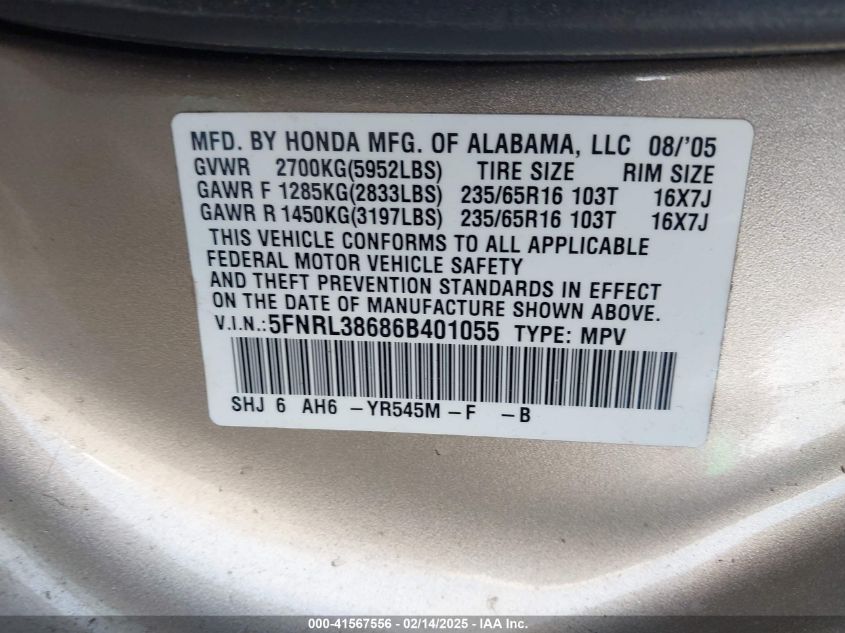 MFD. BY HONDA MFG. OF ALABAMA, LLC 08/'05
GVWR 2700KG(5952LBS) TIRE SIZE RIM SIZE
GAWR F 1285KG(2833LBS) 235/65R16 103T 16X7J
GAWR R 1450KG(3197LBS) 235/65R16 103T 16X7J
THIS VEHICLE CONFORMS TO ALL APPLICABLE
FEDERAL MOTOR VEHICLE SAFETY
AND THEFT PREVENTION STANDARDS IN EFFECT
ON THE DATE OF MANUFACTURE SHOWN ABOVE.
V.I.N.:5FNRL38686B401055 TYPE: MPV
SHJ 6 AH6 -YR545M -F -B
000-41567556 - 02/14/2025 - IAA Inc.